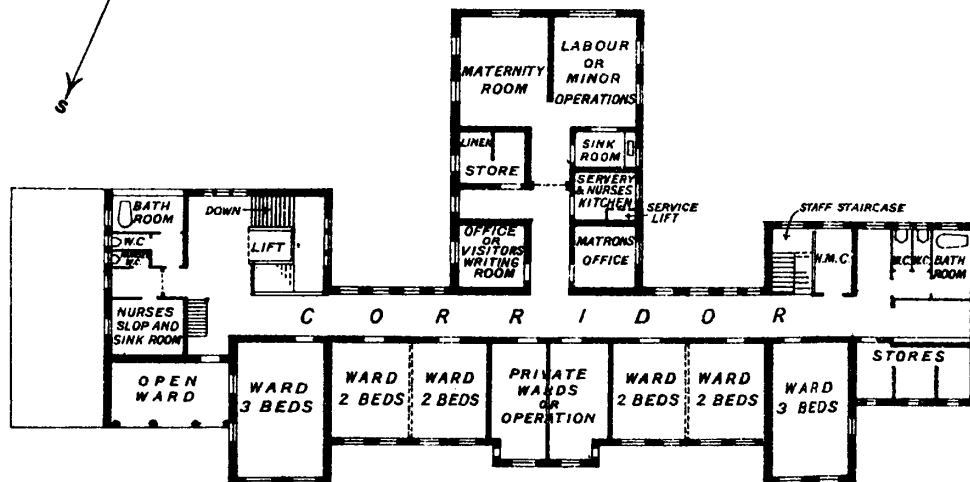 S
MATERNITY
ROOM
LABOUR
OR
MINOR
OPERATIONS
LINEN
STORE
SINK
ROOM
SERVERY
& NURSES
KITCHEN
SERVICE
LIFT
OFFICE
OR
VISITORS
WRITING
ROOM
MATRONS
OFFICE
BATH
ROOM
W.C
W.C
DOWN
LIFT
STAFF STAIRCASE
H.M.C
W.C
W.C
BATH
ROOM
NURSES
SLOP AND
SINK ROOM
CORRIDOR
STORES
OPEN
WARD
WARD
3 BEDS
WARD
2 BEDS
WARD
2 BEDS
PRIVATE
WARDS
OR
OPERATION
WARD
2 BEDS
WARD
2 BEDS
WARD
3 BEDS